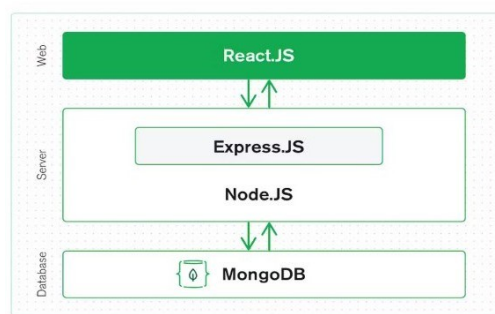 Web
React.JS
Server
Express.JS
Node.JS
Database
MongoDB